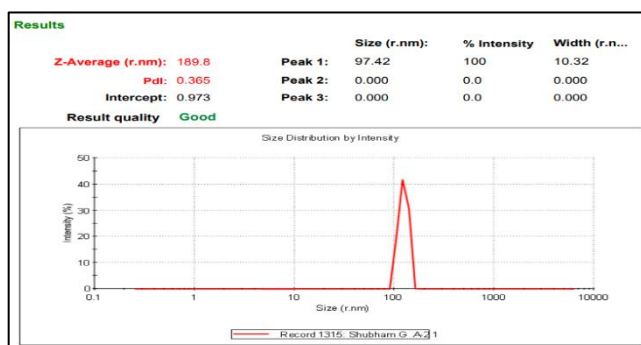 Results
Size (r.nm): % Intensity Width (r.n...
Z-Average (r.nm): 189.8 Peak 1: 97.42 100 10.32
PdI: 0.365 Peak 2: 0.000 0.0 0.000
Intercept: 0.973 Peak 3: 0.000 0.0 0.000
Result quality Good
Size Distribution by Intensity
50
40
30
20
10
0
Intensity (%)
0.1 1 10 100 1000 10000
Size (r.nm)
Record 1315: Shubham G A-2 1